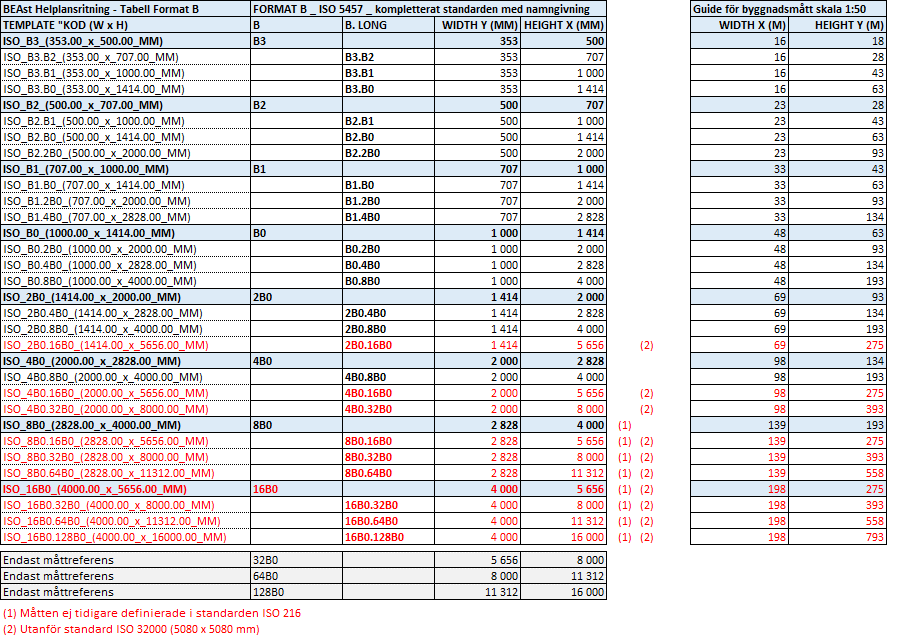 BEAst Helplansritning - Tabell Format B FORMAT B _ ISO 5457 _ kompletterat standarden med namngivning Guide för byggnadsmått skala 1:50
TEMPLATE "KOD (W x H) B B. LONG WIDTH Y (MM) HEIGHT X (MM) WIDTH X (M) HEIGHT Y (M)
ISO_B3_(353.00_x_500.00_MM) B3 353 500 16 18
ISO_B3.B2_(353.00_x_707.00_MM) B3.B2 353 707 16 28
ISO_B3.B1_(353.00_x_1000.00_MM) B3.B1 353 1 000 16 43
ISO_B3.B0_(353.00_x_1414.00_MM) B3.B0 353 1 414 16 63
ISO_B2_(500.00_x_707.00_MM) B2 500 707 23 28
ISO_B2.B1_(500.00_x_1000.00_MM) B2.B1 500 1 000 23 43
ISO_B2.B0_(500.00_x_1414.00_MM) B2.B0 500 1 414 23 63
ISO_B2.2B0_(500.00_x_2000.00_MM) B2.2B0 500 2 000 23 93
ISO_B1_(707.00_x_1000.00_MM) B1 707 1 000 33 43
ISO_B1.B0_(707.00_x_1414.00_MM) B1.B0 707 1 414 33 63
ISO_B1.2B0_(707.00_x_2000.00_MM) B1.2B0 707 2 000 33 93
ISO_B1.4B0_(707.00_x_2828.00_MM) B1.4B0 707 2 828 33 134
ISO_B0_(1000.00_x_1414.00_MM) B0 1 000 1 414 48 63
ISO_B0.2B0_(1000.00_x_2000.00_MM) B0.2B0 1 000 2 000 48 93
ISO_B0.4B0_(1000.00_x_2828.00_MM) B0.4B0 1 000 2 828 48 134
ISO_B0.8B0_(1000.00_x_4000.00_MM) B0.8B0 1 000 4 000 48 193
ISO_2B0_(1414.00_x_2000.00_MM) 2B0 1 414 2 000 69 93
ISO_2B0.4B0_(1414.00_x_2828.00_MM) 2B0.4B0 1 414 2 828 69 134
ISO_2B0.8B0_(1414.00_x_4000.00_MM) 2B0.8B0 1 414 4 000 69 193
ISO_2B0.16B0_(1414.00_x_5656.00_MM) 2B0.16B0 1 414 5 656 (2) 69 275
ISO_4B0_(2000.00_x_2828.00_MM) 4B0 2 000 2 828 98 134
ISO_4B0.8B0_(2000.00_x_4000.00_MM) 4B0.8B0 2 000 4 000 98 193
ISO_4B0.16B0_(2000.00_x_5656.00_MM) 4B0.16B0 2 000 5 656 (2) 98 275
ISO_4B0.32B0_(2000.00_x_8000.00_MM) 4B0.32B0 2 000 8 000 (2) 98 393
ISO_8B0_(2828.00_x_4000.00_MM) 8B0 2 828 4 000 (1) 139 193
ISO_8B0.16B0_(2828.00_x_5656.00_MM) 8B0.16B0 2 828 5 656 (1) (2) 139 275
ISO_8B0.32B0_(2828.00_x_8000.00_MM) 8B0.32B0 2 828 8 000 (1) (2) 139 393
ISO_8B0.64B0_(2828.00_x_11312.00_MM) 8B0.64B0 2 828 11 312 (1) (2) 139 558
ISO_16B0_(4000.00_x_5656.00_MM) 16B0 4 000 5 656 (1) (2) 198 275
ISO_16B0.32B0_(4000.00_x_8000.00_MM) 16B0.32B0 4 000 8 000 (1) (2) 198 393
ISO_16B0.64B0_(4000.00_x_11312.00_MM) 16B0.64B0 4 000 11 312 (1) (2) 198 558
ISO_16B0.128B0_(4000.00_x_16000.00_MM) 16B0.128B0 4 000 16 000 (1) (2) 198 793
Endast måttreferens 32B0 5 656 8 000
Endast måttreferens 64B0 8 000 11 312
Endast måttreferens 128B0 11 312 16 000
(1) Måtten ej tidigare definierade i standarden ISO 216
(2) Utanför standard ISO 32000 (5080 x 5080 mm)